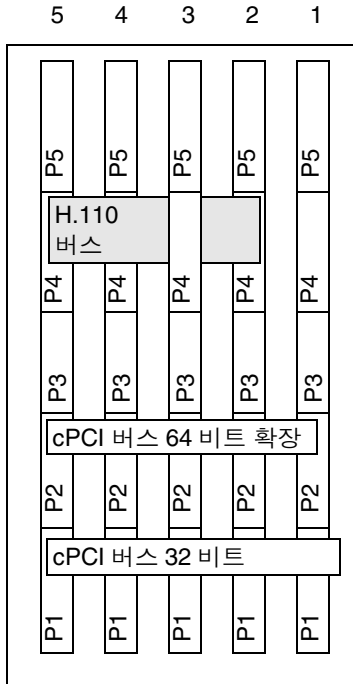 5 4 3 2 1
P5 P5 P5 P5 P5
H.110
버스
P4 P4 P4 P4 P4
P3 P3 P3 P3 P3
cPCI 버스 64 비트 확장
P2 P2 P2 P2 P2
cPCI 버스 32 비트
P1 P1 P1 P1 P1